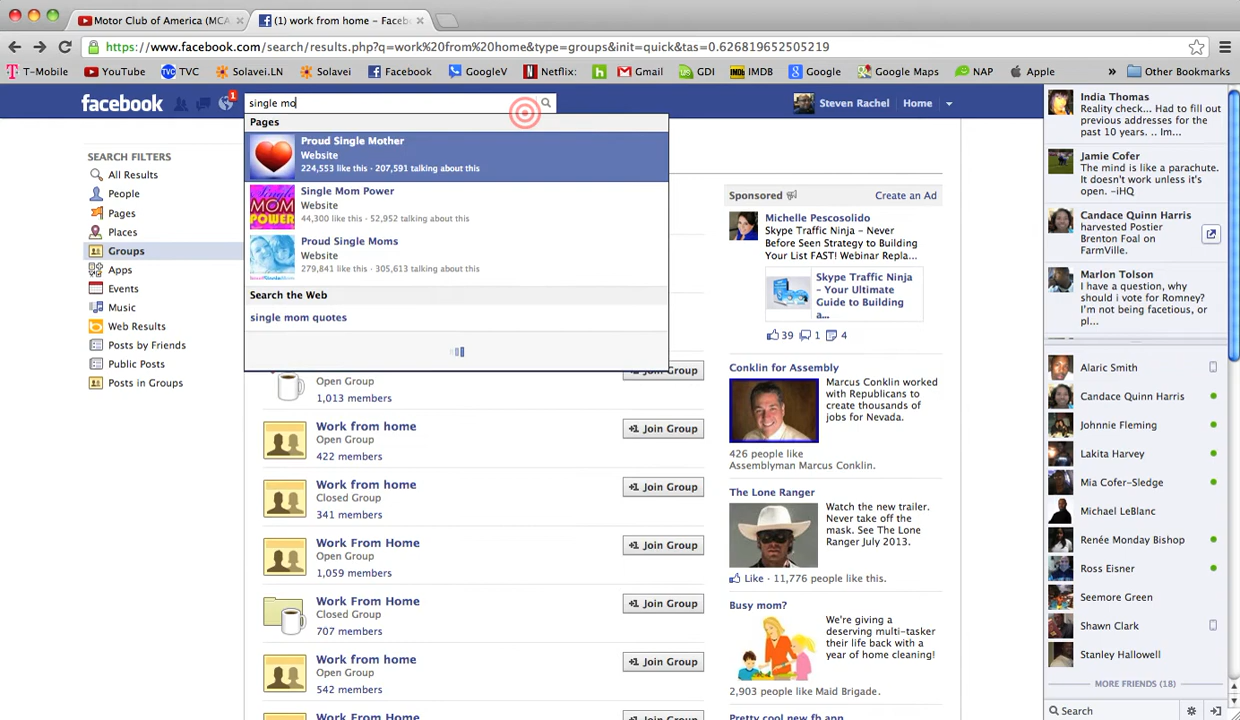 Motor Club of America (MCA
(1) work from home – Faceb
https://www.facebook.com/search/results.php?q=work%20from%20home&type=groups&init=quick&tas=0.626819652505219
T-Mobile
YouTube
TVC
Solavei.LN
Solavei
Facebook
GoogleV
Netflix:
Gmail
GDI
IMDB
Google
Google Maps
NAP
Apple
»
Other Bookmarks
facebook
1
single mo
Steven Rachel
Home
SEARCH FILTERS
All Results
People
Pages
Places
Groups
Apps
Events
Music
Web Results
Posts by Friends
Public Posts
Posts in Groups
Pages
Proud Single Mother
Website
224,553 like this · 207,591 talking about this
SINGLE
MOM
POWER
Single Mom Power
Website
44,300 like this · 52,952 talking about this
Proud Single Moms
Website
279,841 like this · 305,613 talking about this
Search the Web
single mom quotes
Open Group
1,013 members
+1 Join Group
Work from home
Open Group
422 members
+1 Join Group
Work from home
Closed Group
341 members
+1 Join Group
Work From Home
Open Group
1,059 members
+1 Join Group
Work From Home
Closed Group
707 members
+1 Join Group
Work from home
Open Group
542 members
+1 Join Group
Work From Home
Sponsored
Create an Ad
Michelle Pescosolido
Skype Traffic Ninja –
Never Before Seen Strategy to Building
Your List FAST! Webinar Repla...
Skype Traffic Ninja
– Your Ultimate
Guide to Building
a...
39
1
4
Conklin for Assembly
Marcus Conklin worked
with Republicans to
create thousands of
jobs for Nevada.
426 people like
Assemblyman Marcus Conklin.
The Lone Ranger
Watch the new trailer.
Never take off the
mask. See The Lone
Ranger July 2013.
Like · 11,776 people like this.
Busy mom?
We're giving a
deserving multi-tasker
their life back with a
year of home cleaning!
2,903 people like Maid Brigade.
Pretty cool new fb app
India Thomas
Reality check... Had to fill out
previous addresses for the
past 10 years. .. Im...
Jamie Cofer
The mind is like a parachute.
It doesn't work unless it's
open. ~iHQ
Candace Quinn Harris
harvested Postier
Brenton Foal on
FarmVille.
Marlon Tolson
I have a question, why
should i vote for Romney?
I'm not being facetious, or
pl...
Alaric Smith
Candace Quinn Harris
Johnnie Fleming
Lakita Harvey
Mia Cofer-Sledge
Michael LeBlanc
Renée Monday Bishop
Ross Eisner
Seemore Green
Shawn Clark
Stanley Hallowell
MORE FRIENDS (18)
Search